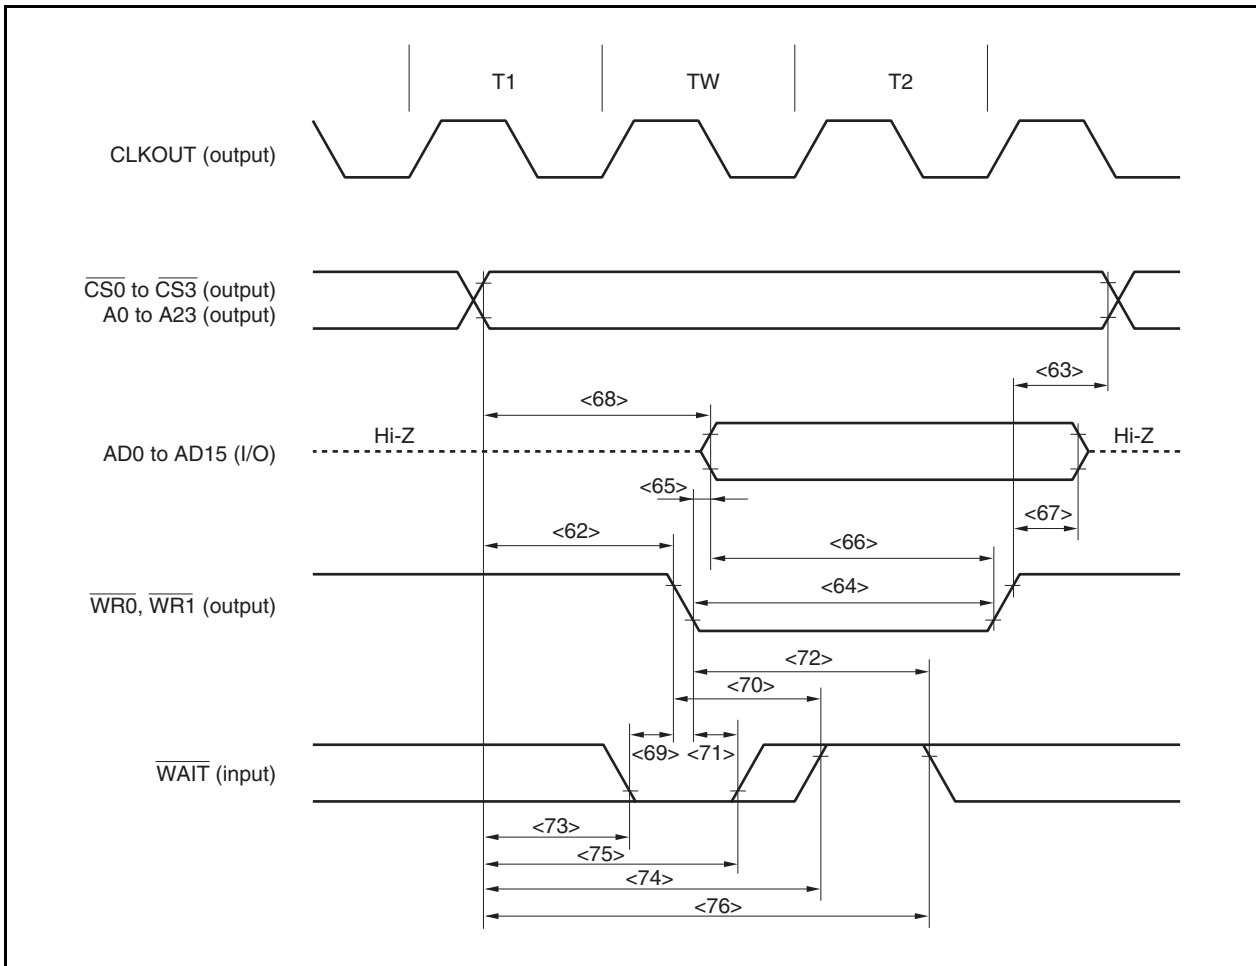 T1 TW T2
CLKOUT (output)
CS0 to CS3 (output)
A0 to A23 (output)
<63>
<68>
Hi-Z Hi-Z
AD0 to AD15 (I/O)
<65>
<67>
<62> <66>
<64>
WR0, WR1 (output)
<72>
<70>
<69> <71>
WAIT (input)
<73>
<75>
<74>
<76>